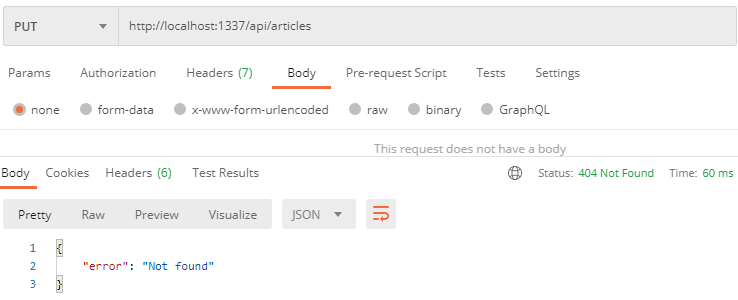 PUT http://localhost:1337/api/articles
Params Authorization Headers (7) Body Pre-request Script Tests Settings
none form-data x-www-form-urlencoded raw binary GraphQL
This request does not have a body
Body Cookies Headers (6) Test Results Status: 404 Not Found Time: 60 ms
Pretty Raw Preview Visualize JSON
1 {
2 "error": "Not found"
3 }